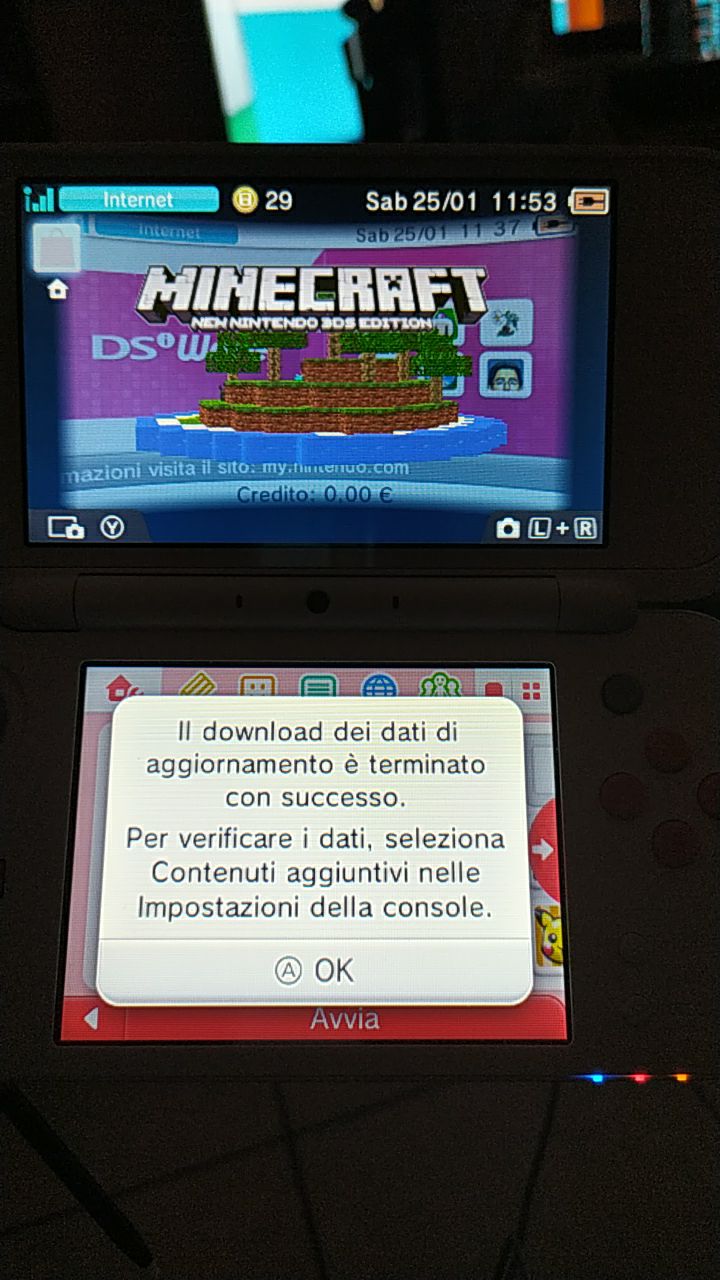 Internet 29 Sab 25/01 11:53
Internet Sab 25/01 11 37
MINECRAFT
NEW NINTENDO 3DS EDITION
DSi W
mazioni visita il sito: my.nintendo.com
Credito: 0.00 €
Y L + R
Il download dei dati di
aggiornamento è terminato
con successo.
Per verificare i dati, seleziona
Contenuti aggiuntivi nelle
Impostazioni della console.
A OK
Avvia